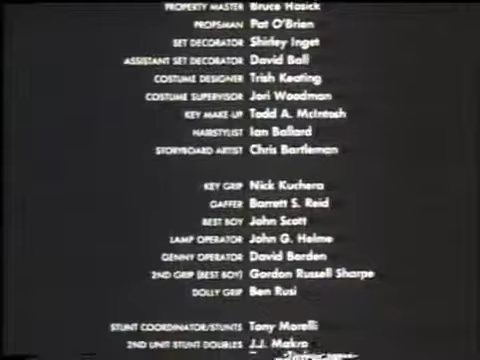 PROPERTY MASTER Bruce Hosick
PROPSMAN Pat O'Brien
SET DECORATOR Shirley Inget
ASSISTANT SET DECORATOR David Ball
COSTUME DESIGNER Trish Keating
COSTUME SUPERVISOR Jori Woodman
KEY MAKE-UP Todd A. McIntosh
HAIRSTYLIST Ian Ballard
STORYBOARD ARTIST Chris Bartleman
KEY GRIP Nick Kuchera
GAFFER Barrett S. Reid
BEST BOY John Scott
LAMP OPERATOR John G. Helme
GENNY OPERATOR David Borden
2ND GRIP (BEST BOY) Gordon Russell Sharpe
DOLLY GRIP Ben Rusi
STUNT COORDINATOR/STUNTS Tony Morelli
2ND UNIT STUNT DOUBLES J.J. Makro